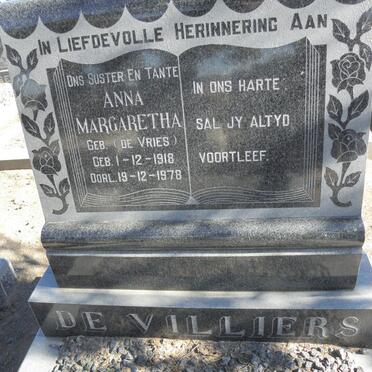 IN LIEFDEVOLLE HERINNERING AAN
ONS SUSTER EN TANTE
ANNA
MARGARETHA
GEB. (DE VRIES)
GEB. 1-12-1918
OORL. 19-12-1978
IN ONS HARTE
SAL JY ALTYD
VOORTLEEF.
DE VILLIERS